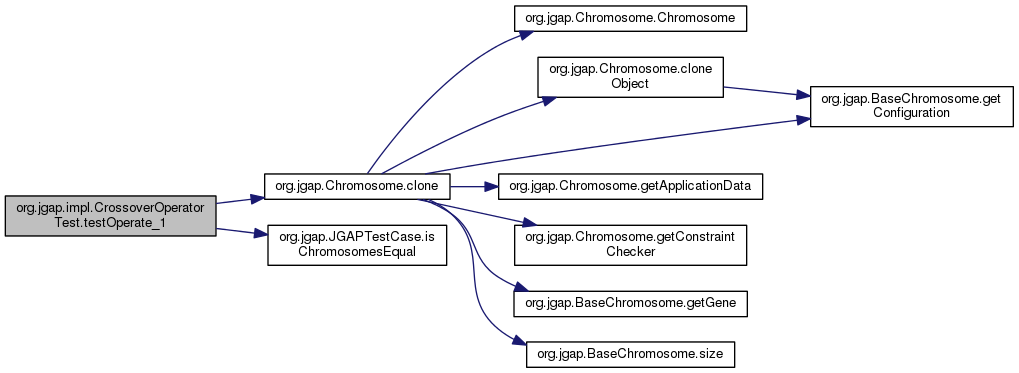 org.jgap.Chromosome.Chromosome
org.jgap.Chromosome.clone
Object
org.jgap.BaseChromosome.get
Configuration
org.jgap.Chromosome.clone
org.jgap.Chromosome.getApplicationData
org.jgap.impl.CrossoverOperator
Test.testOperate_1
org.jgap.JGAPTestCase.is
ChromosomesEqual
org.jgap.Chromosome.getConstraint
Checker
org.jgap.BaseChromosome.getGene
org.jgap.BaseChromosome.size